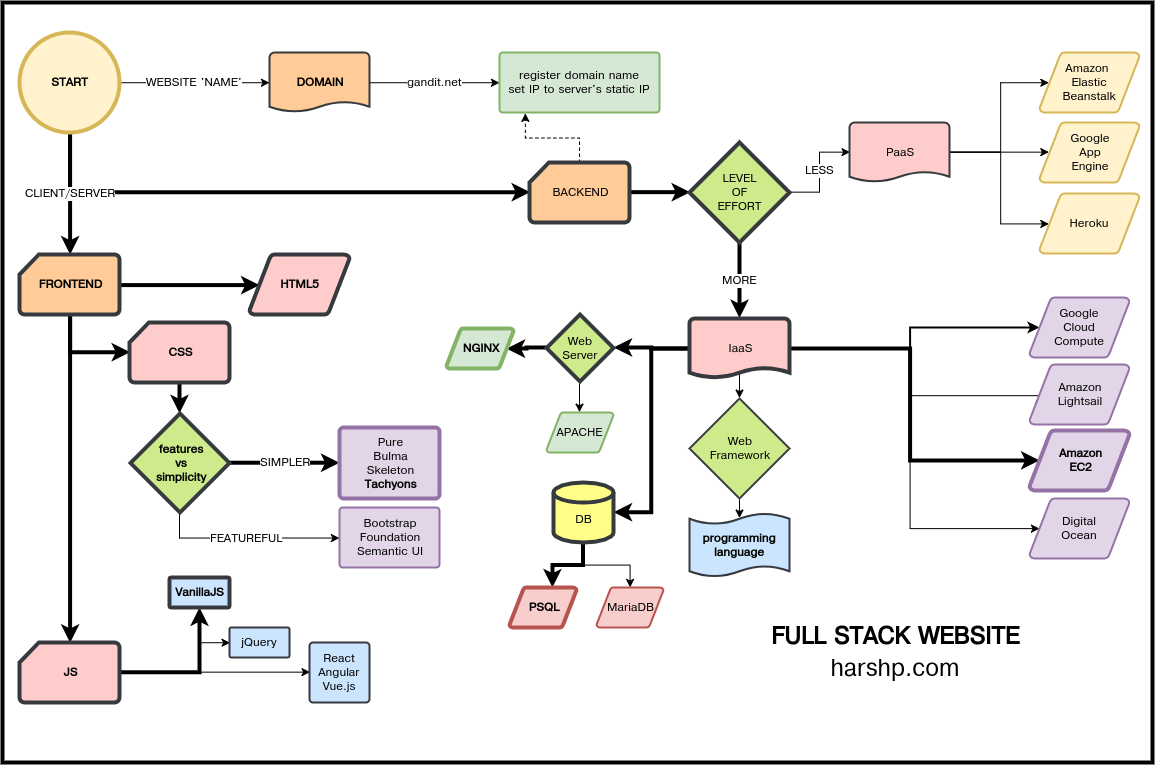 START
WEBSITE 'NAME'
DOMAIN
gandit.net
register domain name
set IP to server's static IP
CLIENT/SERVER
BACKEND
LEVEL
OF
EFFORT
LESS
PaaS
Amazon
Elastic
Beanstalk
Google
App
Engine
Heroku
FRONTEND
HTML5
MORE
CSS
NGINX
Web
Server
IaaS
Google
Cloud
Compute
Amazon
Lightsail
APACHE
Web
Framework
Amazon
EC2
features
vs
simplicity
SIMPLER
Pure
Bulma
Skeleton
Tachyons
FEATUREFUL
Bootstrap
Foundation
Semantic UI
DB
programming
language
Digital
Ocean
VanillaJS
PSQL
MariaDB
jQuery
JS
React
Angular
Vue.js
FULL STACK WEBSITE
harshp.com